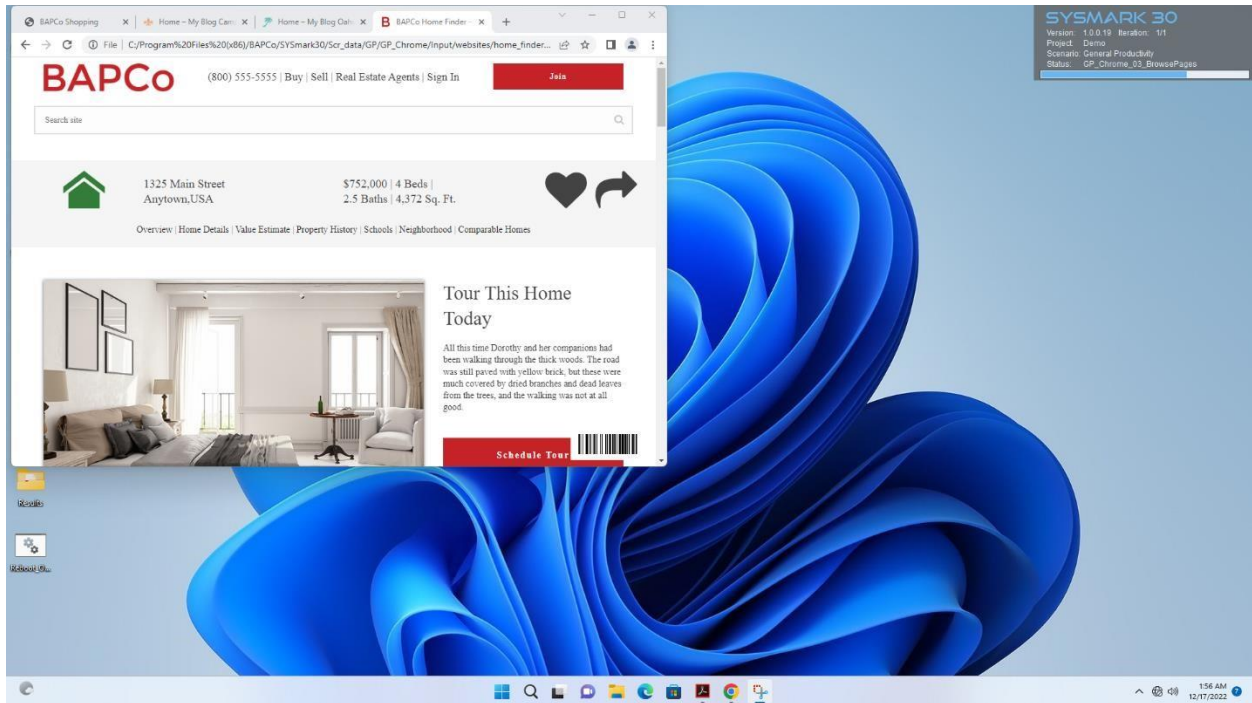 BAPCo Shopping
Home – My Blog Cam
Home – My Blog Oah
BAPCo Home Finder -
File | C:/Program%20Files%20(x86)/BAPCo/SYSmark30/Scr_data/GP/GP_Chrome/Input/websites/home_finder...
BAPCo
(800) 555-5555 | Buy | Sell | Real Estate Agents | Sign In
Join
Search site
1325 Main Street
Anytown,USA
$752,000 | 4 Beds |
2.5 Baths | 4,372 Sq. Ft.
Overview | Home Details | Value Estimate | Property History | Schools | Neighborhood | Comparable Homes
Tour This Home
Today
All this time Dorothy and her companions had
been walking through the thick woods. The road
was still paved with yellow brick, but these were
much covered by dried branches and dead leaves
from the trees, and the walking was not at all
good.
Schedule Tour
SYSMARK 30
Version: 1.0.0.19 Iteration: 1/1
Project: Demo
Scenario: General Productivity
Status: GP_Chrome_03_BrowsePages
Results
Reboot_O...
1:56 AM
12/17/2022
7